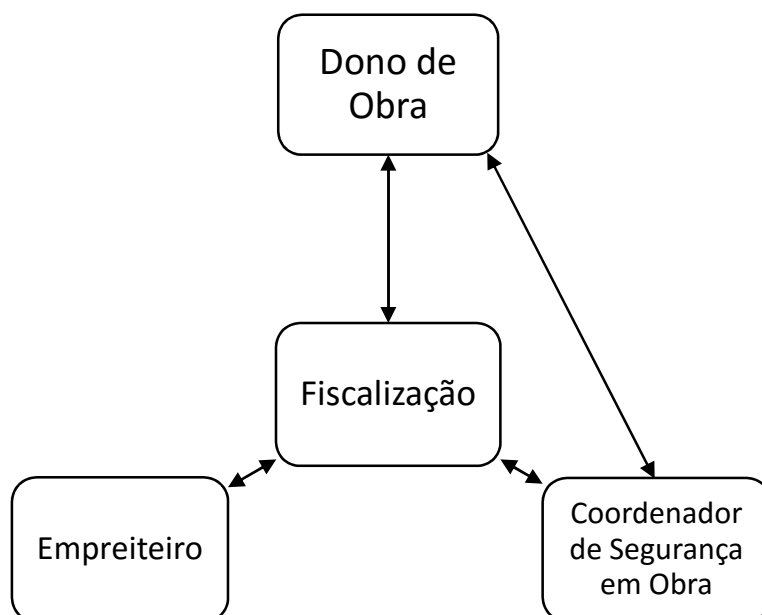 Dono de
Obra
Fiscalização
Empreiteiro
Coordenador
de Segurança
em Obra